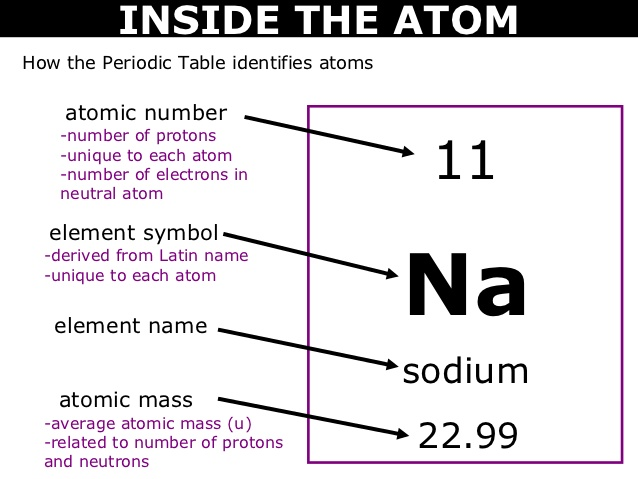 INSIDE THE ATOM
How the Periodic Table identifies atoms
atomic number
-number of protons
-unique to each atom
-number of electrons in
neutral atom
element symbol
-derived from Latin name
-unique to each atom
element name
atomic mass
-average atomic mass (u)
-related to number of protons
and neutrons
11
Na
sodium
22.99